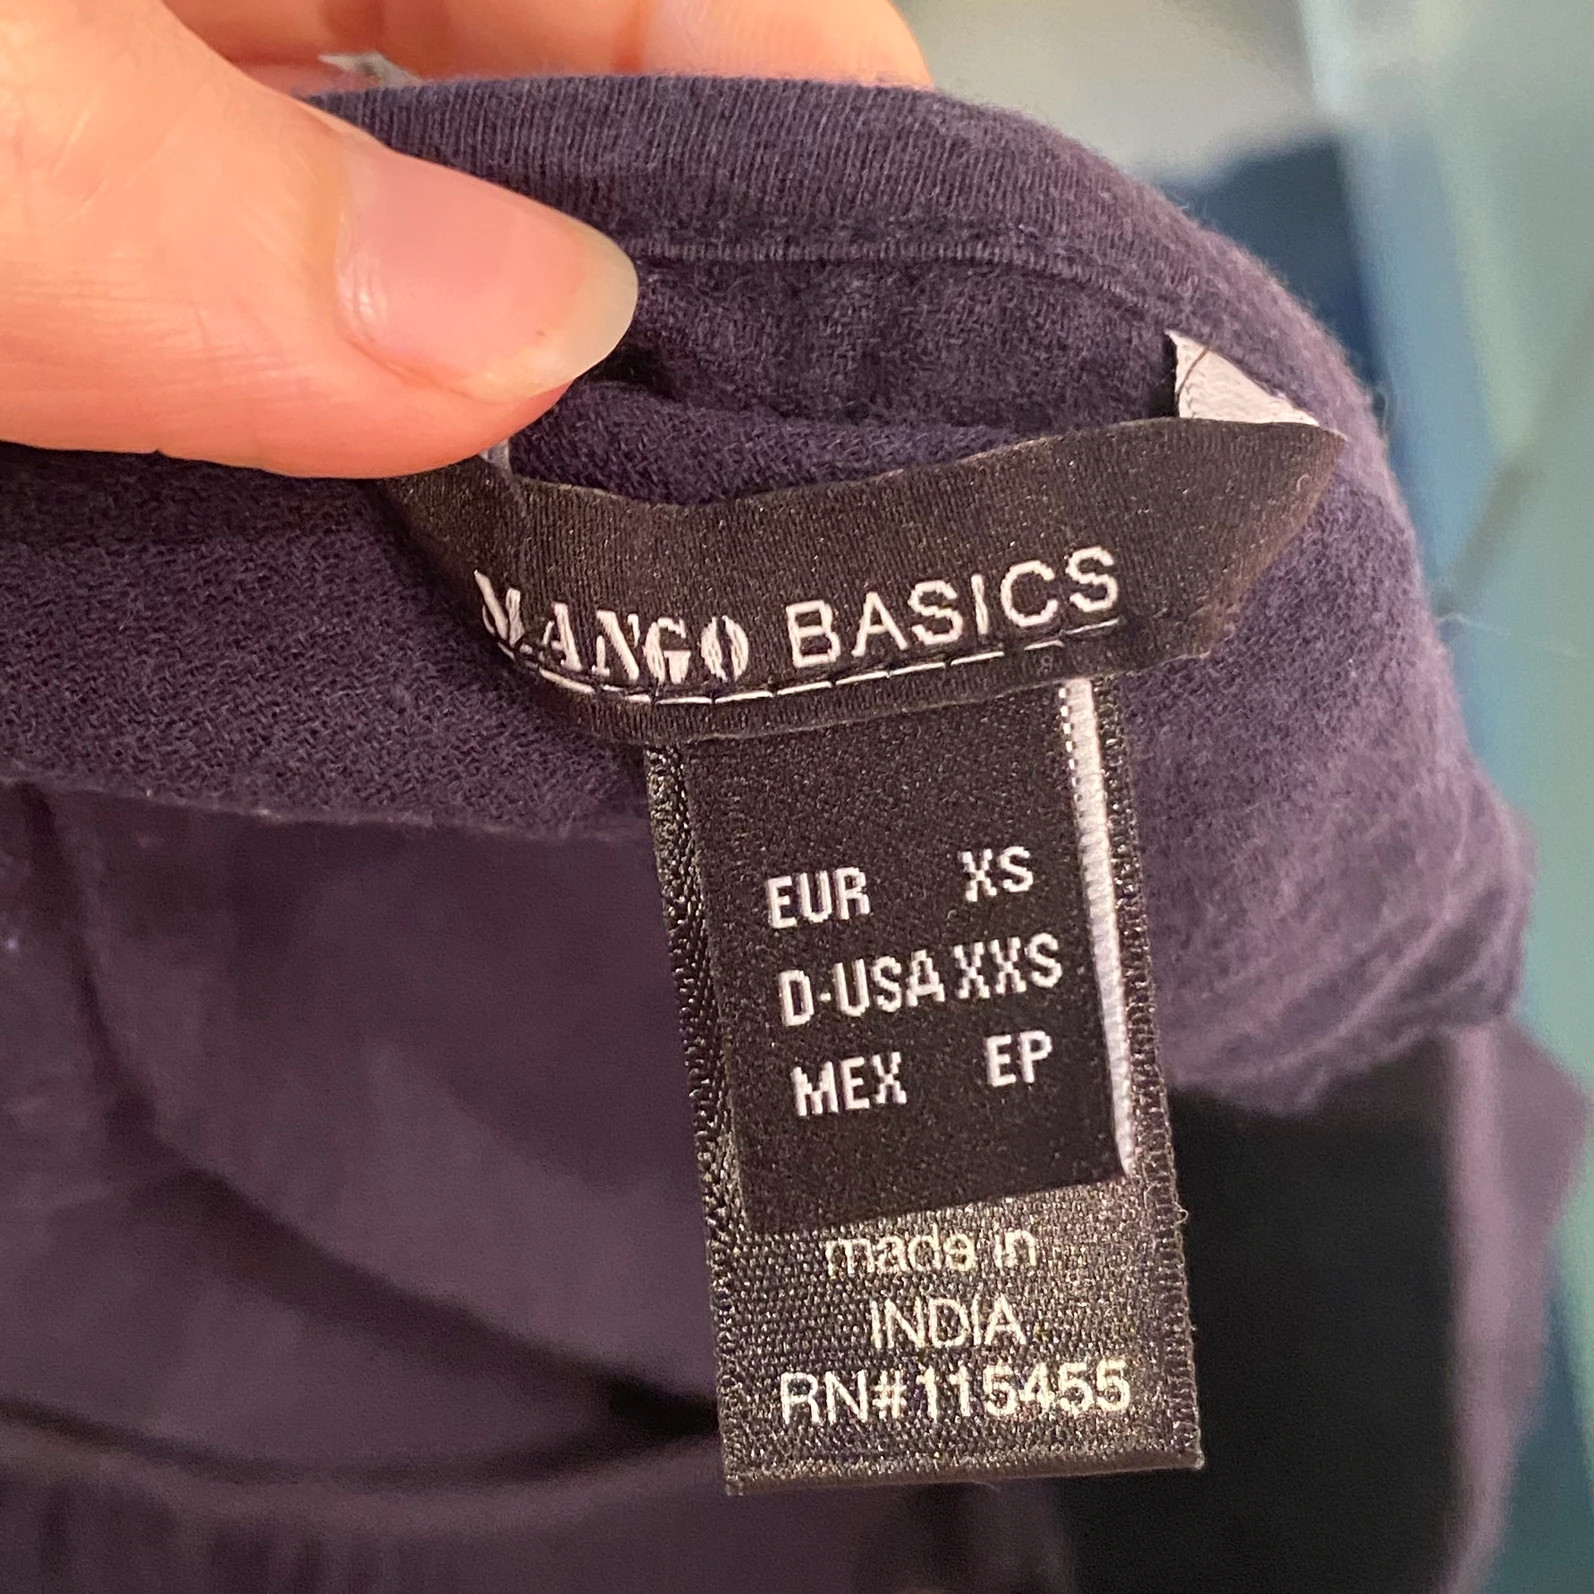 MANGO BASICS
EUR XS
D-USA XXS
MEX EP
made in
INDIA
RN#115455